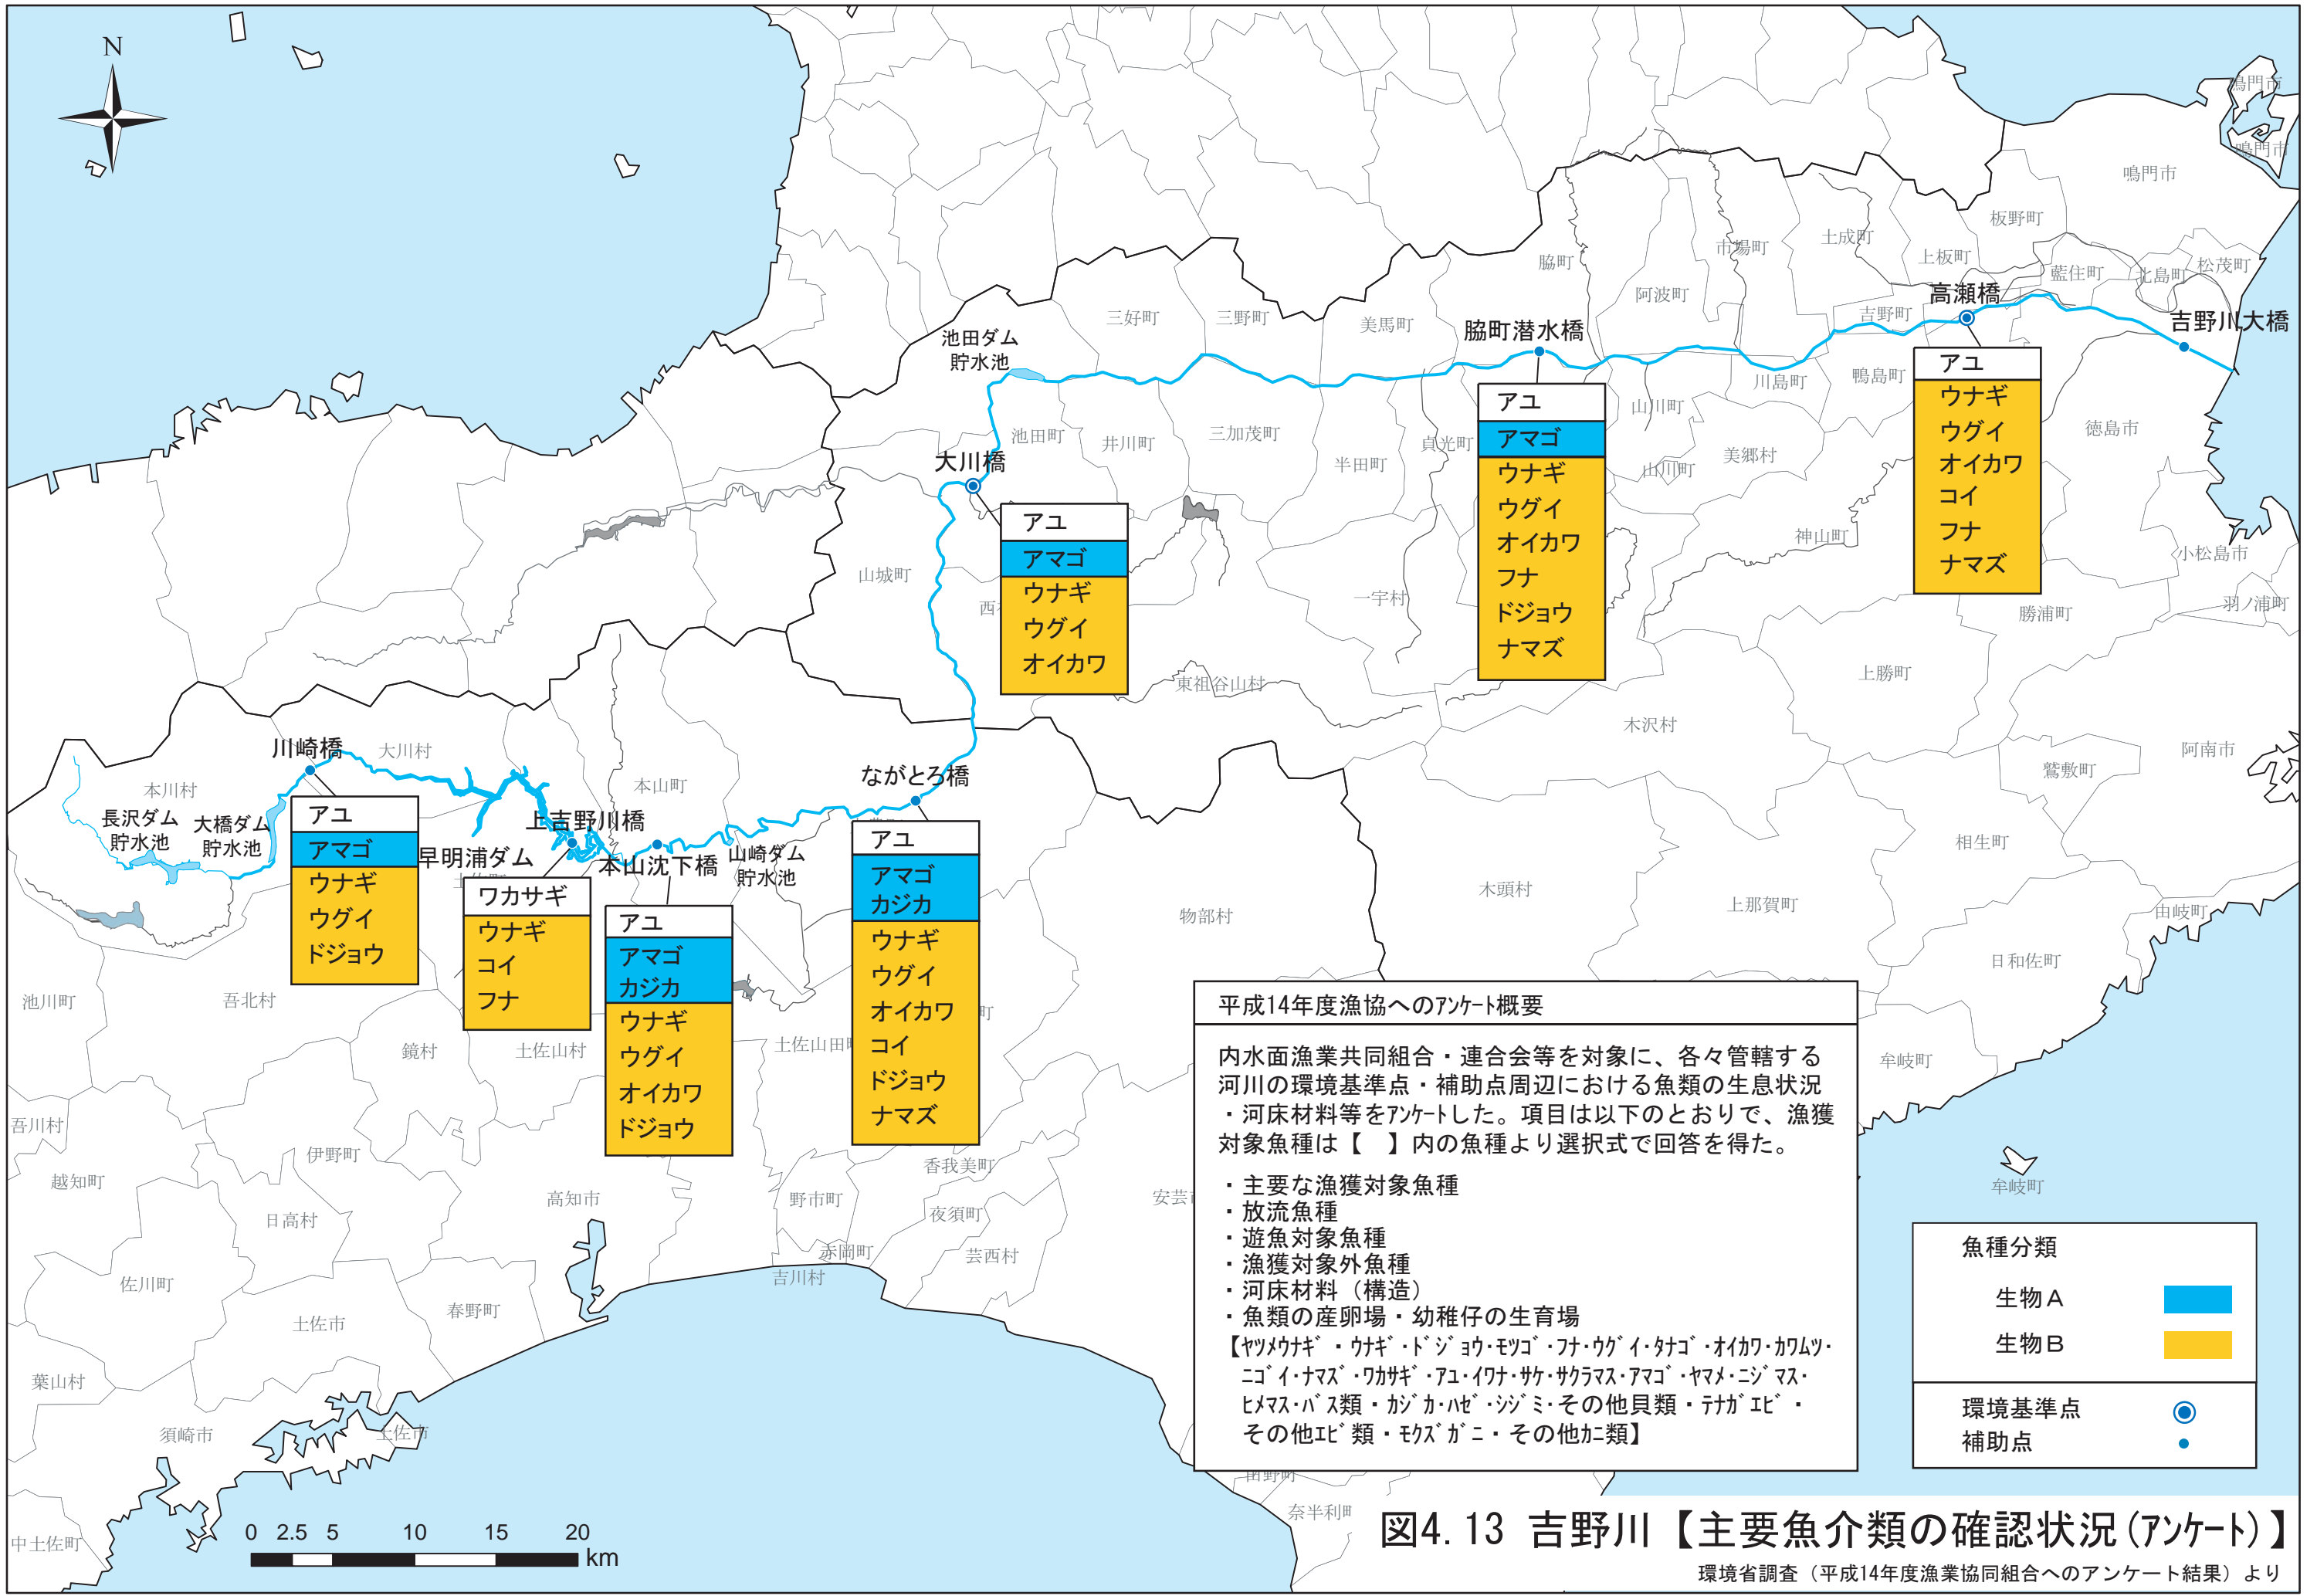 N
鳴門市
鳴門市
鳴門市
板野町
松茂町
北島町
藍住町
上板町
土成町
市場町
阿波町
脇町
吉野町
高瀬橋
吉野川大橋
脇町潜水橋
美馬町
三野町
三好町
池田ダム
貯水池
川島町
鴨島町
山川町
山川町
美郷村
徳島市
貞光町
半田町
三加茂町
井川町
池田町
大川橋
山城町
一宇村
東祖谷山村
神山町
小松島市
羽ノ浦町
勝浦町
上勝町
木沢村
阿南市
鷲敷町
相生町
由岐町
日和佐町
上那賀町
木頭村
物部村
牟岐町
牟岐町
アユ
ウナギ
ウグイ
オイカワ
コイ
フナ
ナマズ
アユ
アマゴ
ウナギ
ウグイ
オイカワ
フナ
ドジョウ
ナマズ
アユ
アマゴ
ウナギ
ウグイ
オイカワ
川崎橋
大川村
本川村
長沢ダム
貯水池
大橋ダム
貯水池
早明浦ダム
上吉野川橋
本山町
本山沈下橋
山崎ダム
貯水池
ながとろ橋
アユ
アマゴ
ウナギ
ウグイ
ドジョウ
ワカサギ
ウナギ
コイ
フナ
アユ
アマゴ
カジカ
ウナギ
ウグイ
オイカワ
ドジョウ
アユ
アマゴ
カジカ
ウナギ
ウグイ
オイカワ
コイ
ドジョウ
ナマズ
池川町
吾北村
鏡村
土佐山村
土佐山田町
吾川村
越知町
伊野町
日高村
高知市
野市町
香我美町
夜須町
赤岡町
吉川村
芸西村
佐川町
土佐市
春野町
葉山村
須崎市
土佐市
中土佐町
平成14年度漁協へのｱﾝｹｰﾄ概要
内水面漁業共同組合・連合会等を対象に、各々管轄する
河川の環境基準点・補助点周辺における魚類の生息状況
・河床材料等をｱﾝｹｰﾄした。項目は以下のとおりで、漁獲
対象魚種は【　】内の魚種より選択式で回答を得た。
・主要な漁獲対象魚種
・放流魚種
・遊魚対象魚種
・漁獲対象外魚種
・河床材料（構造）
・魚類の産卵場・幼稚仔の生育場
【ﾔﾂﾒｳﾅｷﾞ・ｳﾅｷﾞ・ﾄﾞｼﾞｮｳ・ﾓﾂｺﾞ・ﾌﾅ・ｳｸﾞｲ・ﾀﾅｺﾞ・ｵｲｶﾜ・ｶﾜﾑﾂ・
ﾆｺﾞｲ・ﾅﾏｽﾞ・ﾜｶｻｷﾞ・ｱﾕ・ｲﾜﾅ・ｻｹ・ｻｸﾗﾏｽ・ｱﾏｺﾞ・ﾔﾏﾒ・ﾆｼﾞﾏｽ・
ﾋﾒﾏｽ・ﾊﾞｽ類・ｶｼﾞｶ・ﾊｾﾞ・ｼｼﾞﾐ・その他貝類・ﾃﾅｶﾞｴﾋﾞ・
その他ｴﾋﾞ類・ﾓｸｽﾞｶﾞﾆ・その他ｶﾆ類】
魚種分類
生物A
生物B
環境基準点
補助点
0 2.5 5 10 15 20
km
図4.13 吉野川【主要魚介類の確認状況(ｱﾝｹｰﾄ)】
環境省調査（平成14年度漁業協同組合へのアンケート結果）より